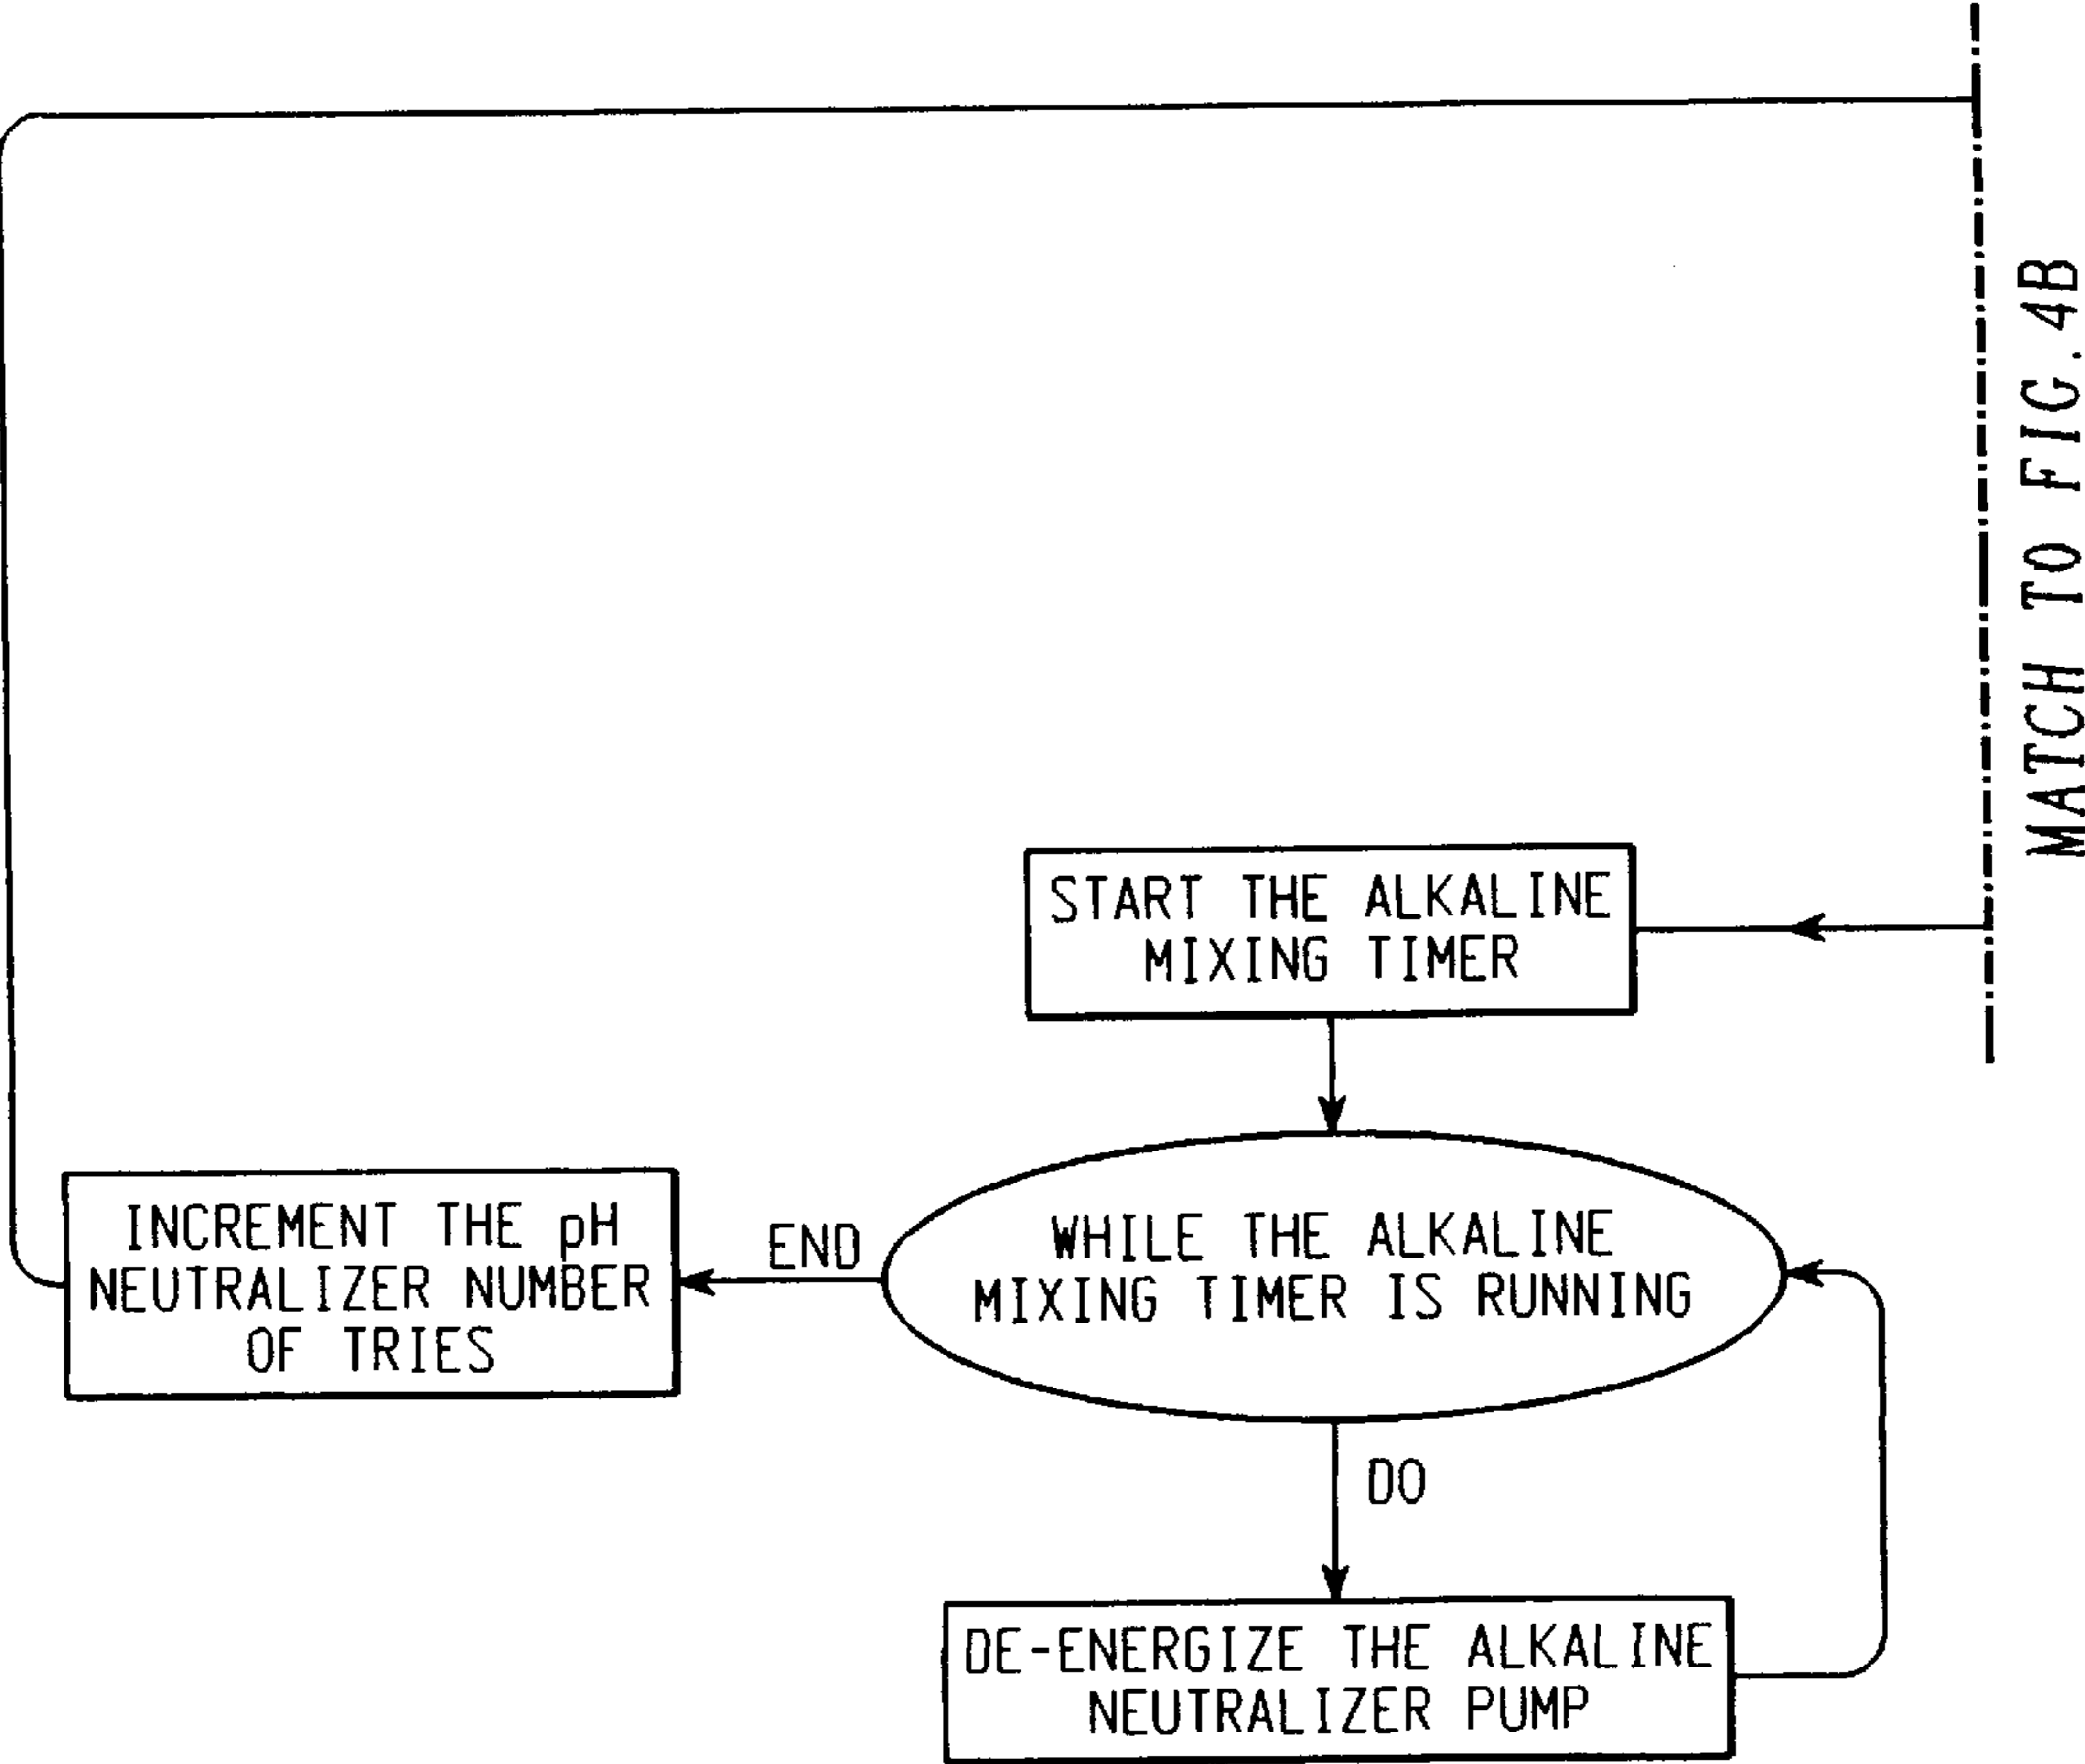 MATCH TO FIG.4B
START THE ALKALINE
MIXING TIMER
WHILE THE ALKALINE
MIXING TIMER IS RUNNING
END
INCREMENT THE pH
NEUTRALIZER NUMBER
OF TRIES
DO
DE-ENERGIZE THE ALKALINE
NEUTRALIZER PUMP